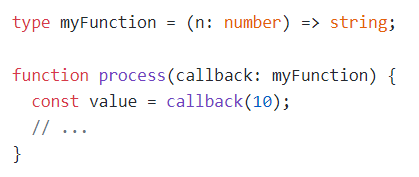 type myFunction = (n: number) => string;
function process(callback: myFunction) {
  const value = callback(10);
  // ...
}